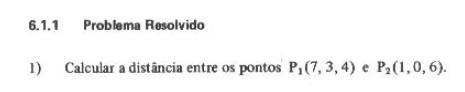 6.1.1 Problema Resolvido
1) Calcular a distância entre os pontos P₁(7, 3, 4) e P₂(1, 0, 6).